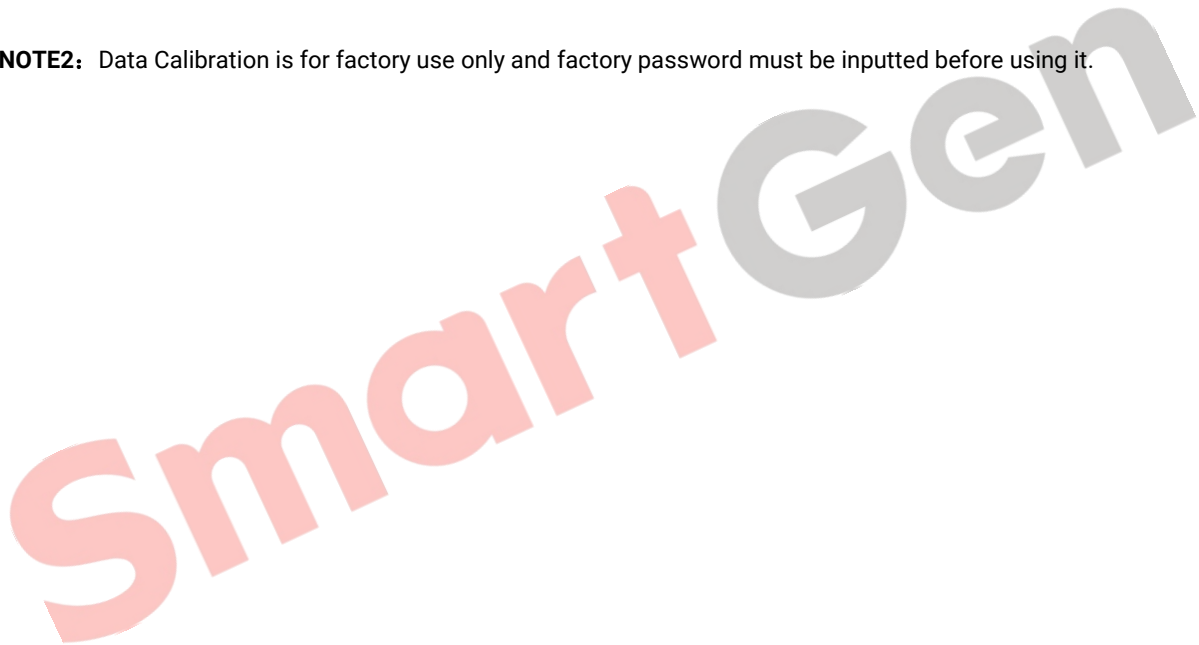 NOTE2：Data Calibration is for factory use only and factory password must be inputted before using it.
SmartGen